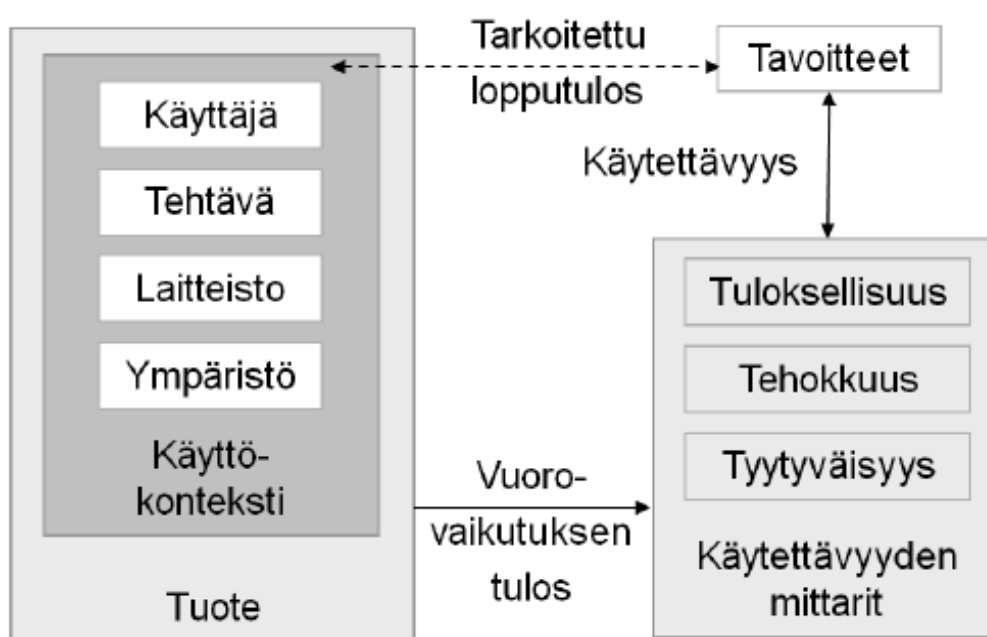 Käyttäjä
Tehtävä
Laitteisto
Ympäristö
Käyttö-
konteksti
Tuote
Tarkoitettu
lopputulos
Tavoitteet
Käytettävyys
Vuoro-
vaikutuksen
tulos
Tuloksellisuus
Tehokkuus
Tyytyväisyys
Käytettävyyden
mittarit